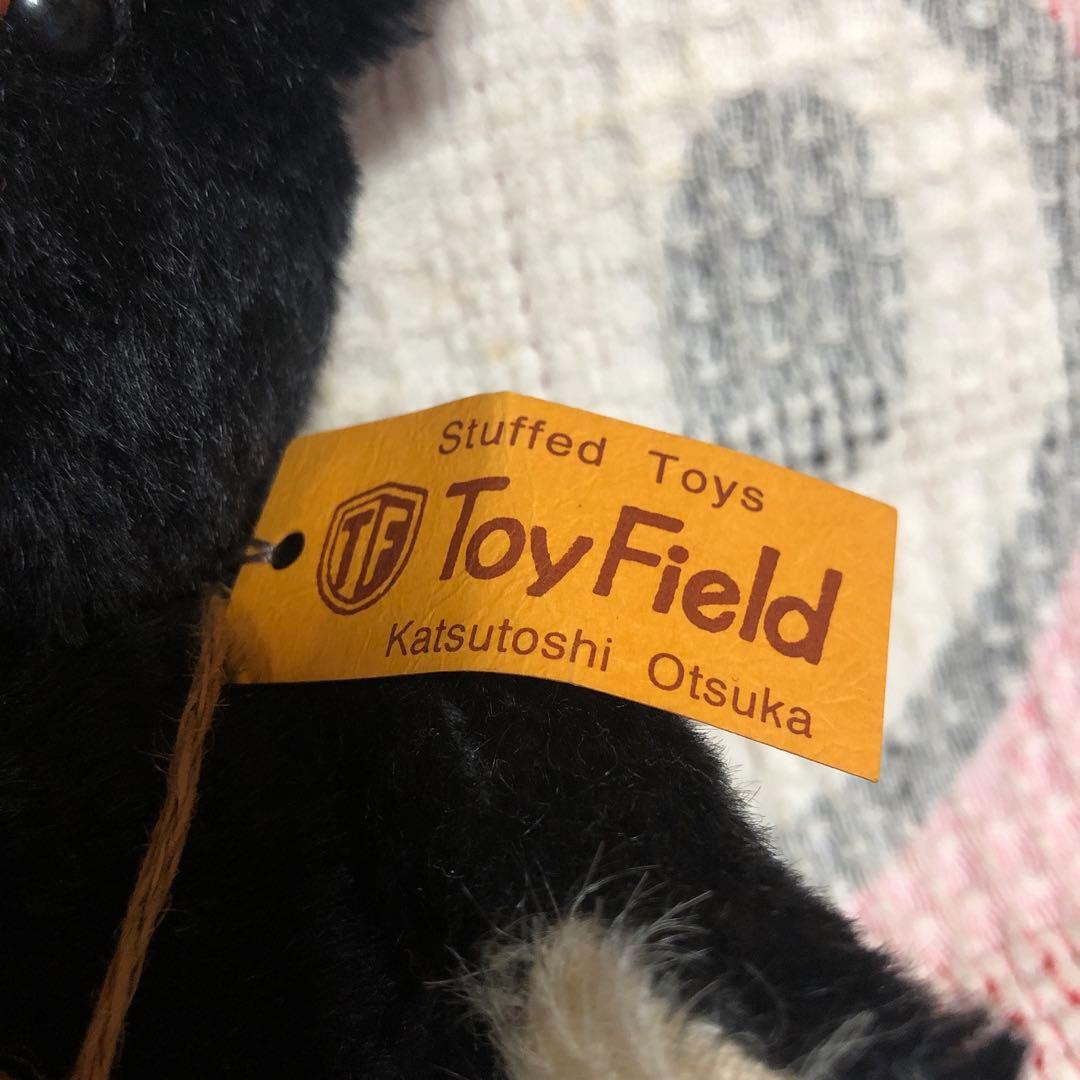 Stuffed Toys
TF ToyField
Katsutoshi Otsuka